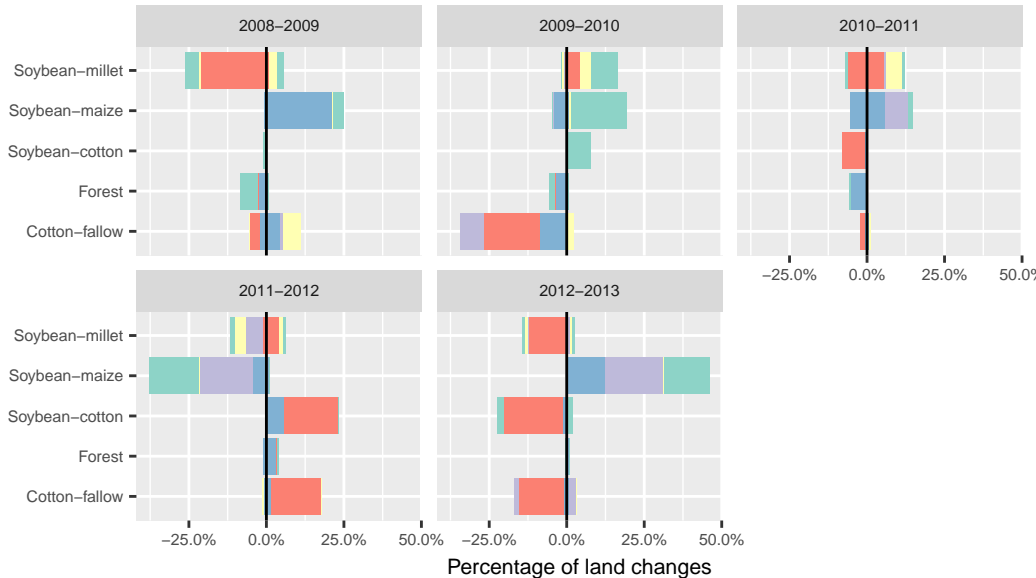 2008−2009
2009−2010
2010−2011
Soybean−millet
Soybean−maize
Soybean−cotton
Forest
Cotton−fallow
−25.0% 0.0% 25.0% 50.0%
2011−2012
2012−2013
Soybean−millet
Soybean−maize
Soybean−cotton
Forest
Cotton−fallow
−25.0% 0.0% 25.0% 50.0% −25.0% 0.0% 25.0% 50.0%
Percentage of land changes